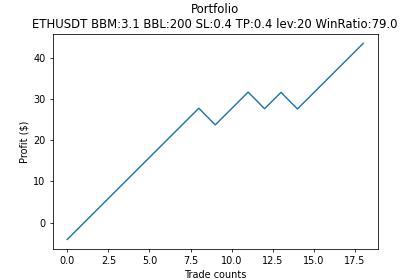 Portfolio
ETHUSDT BBM:3.1 BBL:200 SL:0.4 TP:0.4 lev:20 WinRatio:79.0
Profit ($)
40
30
20
10
0
0.0 2.5 5.0 7.5 10.0 12.5 15.0 17.5
Trade counts